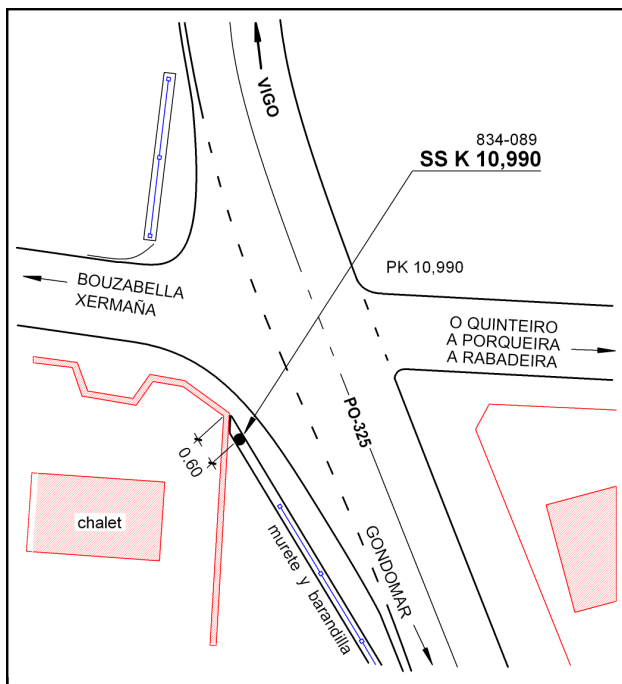 VIGO
834-089
SS K 10,990
PK 10,990
BOUZABELLA
XERMAÑA
O QUINTEIRO
A PORQUEIRA
A RABADEIRA
PO-325
0.60
chalet
GONDOMAR
murete y barandilla